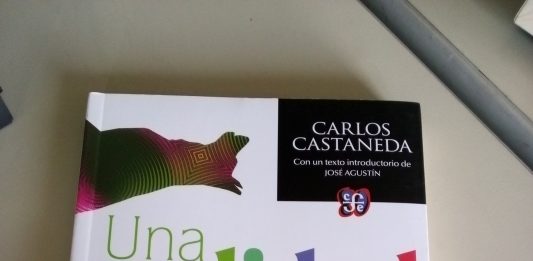 CARLOS
CASTANEDA
Con un texto introductorio de
JOSÉ AGUSTÍN
Una